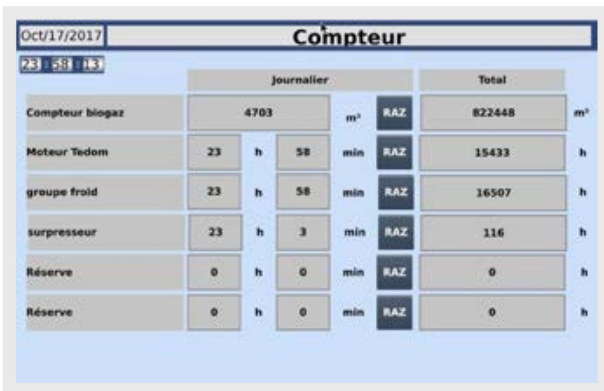 Oct/17/2017 Compteur
23 : 58 : 13
Journalier Total
Compteur biogaz 4703 m³ RAZ 822448 m³
Moteur Tedom 23 h 58 min RAZ 15433 h
groupe froid 23 h 58 min RAZ 16507 h
surpresseur 23 h 3 min RAZ 116 h
Réserve 0 h 0 min RAZ 0 h
Réserve 0 h 0 min RAZ 0 h